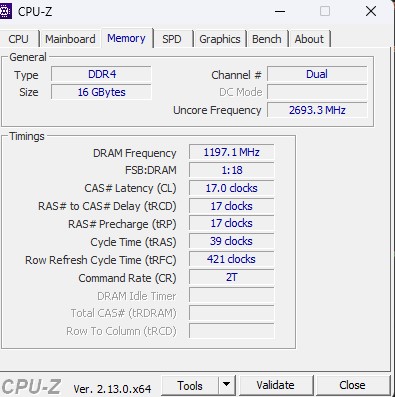 CPU-Z
CPU Mainboard Memory SPD Graphics Bench About
General
Type DDR4 Channel # Dual
Size 16 GBytes DC Mode
Uncore Frequency 2693.3 MHz
Timings
DRAM Frequency 1197.1 MHz
FSB:DRAM 1:18
CAS# Latency (CL) 17.0 clocks
RAS# to CAS# Delay (tRCD) 17 clocks
RAS# Precharge (tRP) 17 clocks
Cycle Time (tRAS) 39 clocks
Row Refresh Cycle Time (tRFC) 421 clocks
Command Rate (CR) 2T
DRAM Idle Timer
Total CAS# (tRDRAM)
Row To Column (tRCD)
CPU-Z Ver. 2.13.0.x64 Tools Validate Close